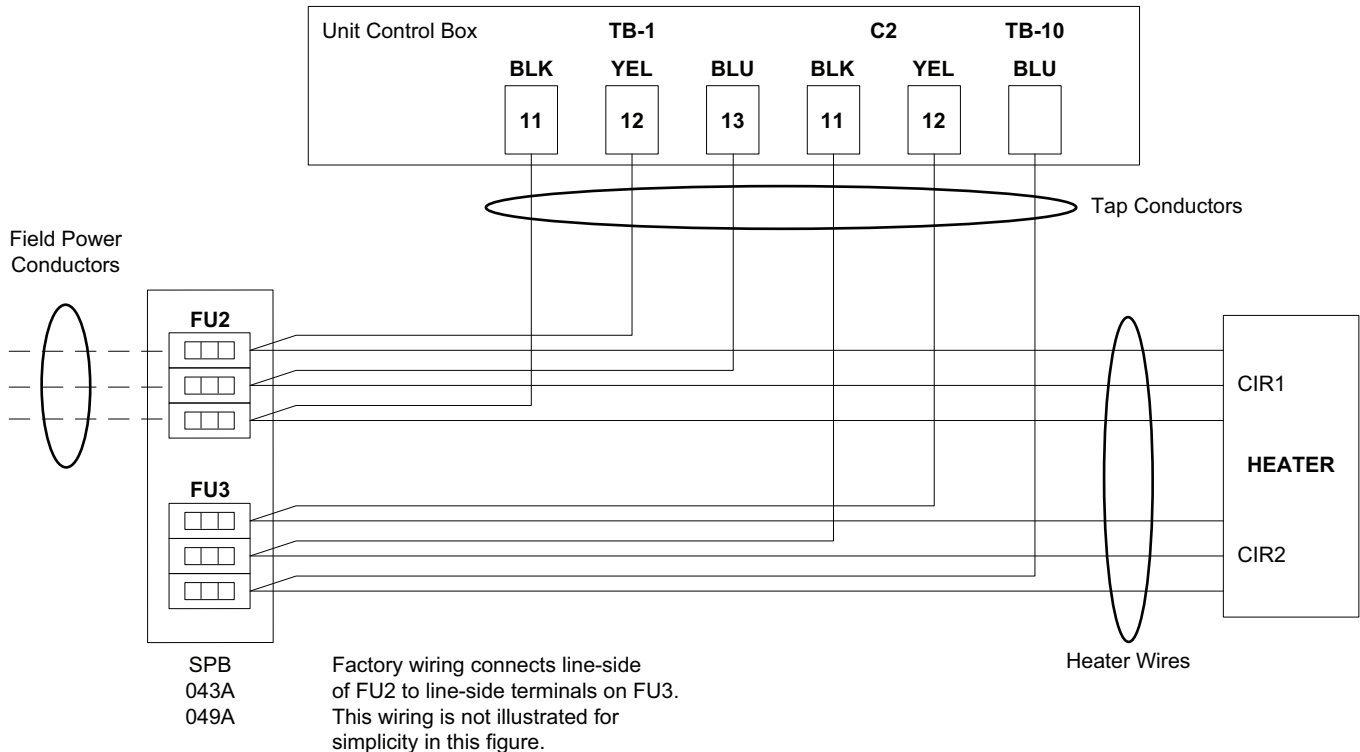 Unit Control Box TB-1 C2 TB-10
BLK YEL BLU BLK YEL BLU
11 12 13 11 12
Tap Conductors
Field Power
Conductors
FU2
CIR1
HEATER
FU3
CIR2
Heater Wires
SPB
043A
049A
Factory wiring connects line-side
of FU2 to line-side terminals on FU3.
This wiring is not illustrated for
simplicity in this figure.